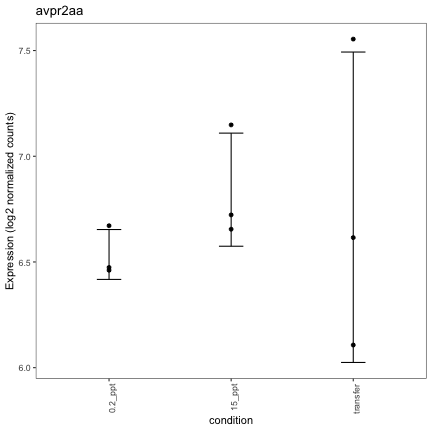 avpr2aa
Expression (log2 normalized counts)
7.5
7.0
6.5
6.0
0.2_ppt
15_ppt
transfer
condition